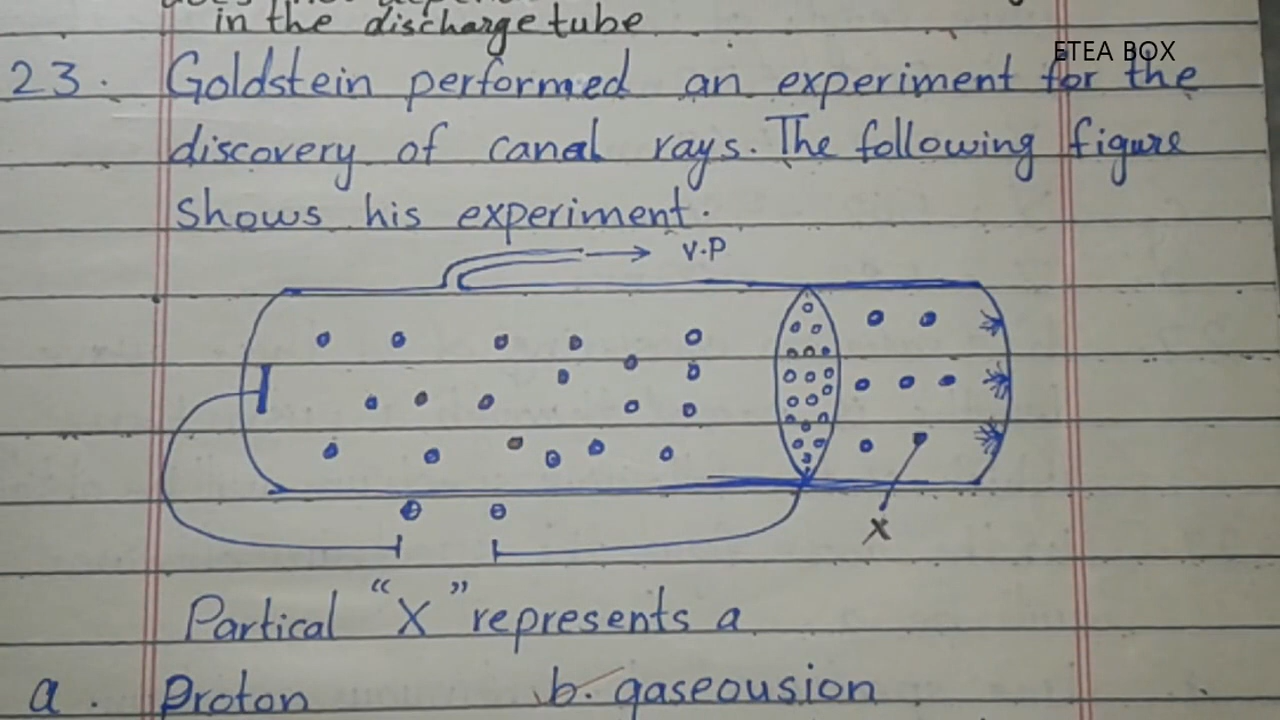 in the discharge tube
ETEA BOX
23. Goldstein performed an experiment for the
discovery of canal rays. The following figure
shows his experiment.
V.P
X
Partical "X" represents a
a. Proton b. gaseousion